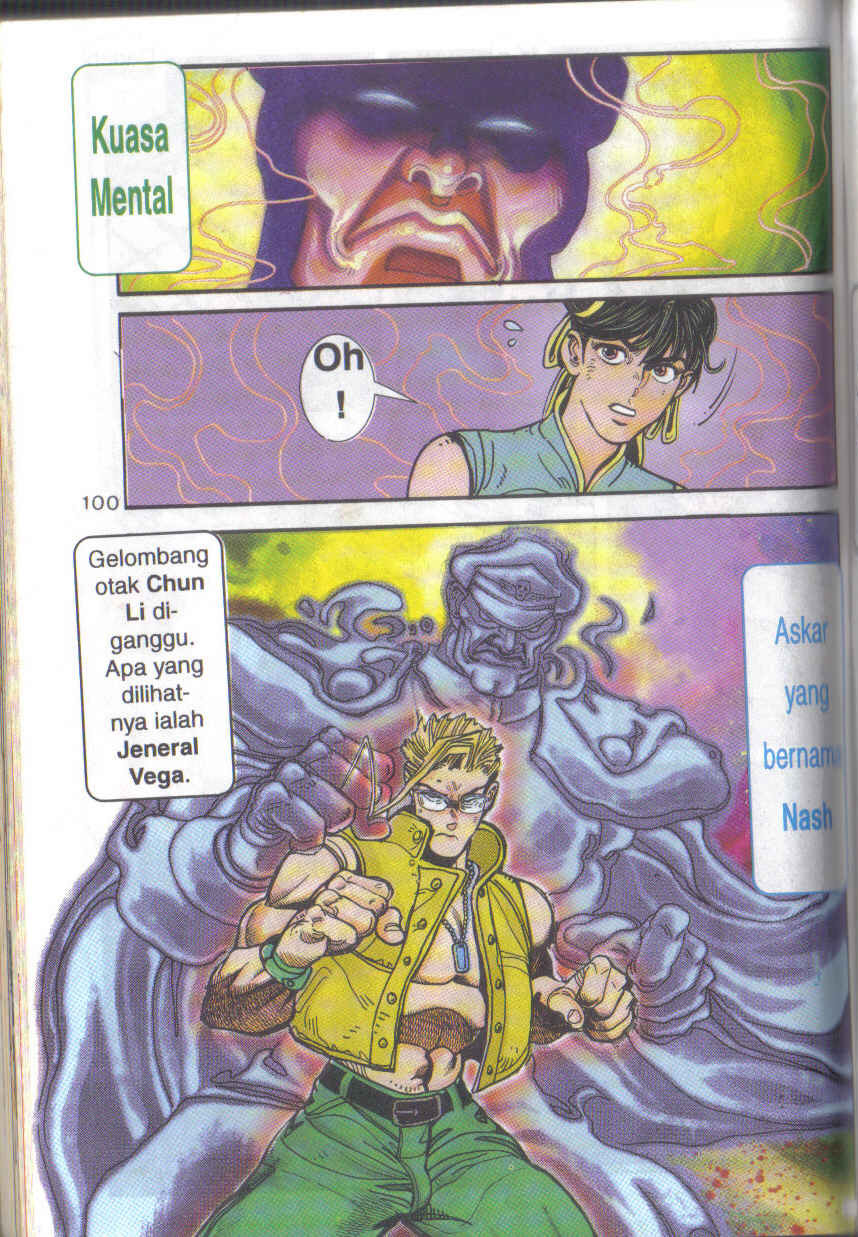 Kuasa
Mental
Oh
!
100
Gelombang
otak Chun
Li di-
ganggu.
Apa yang
dilihat-
nya ialah
Jeneral
Vega.
Askar
yang
bernama
Nash